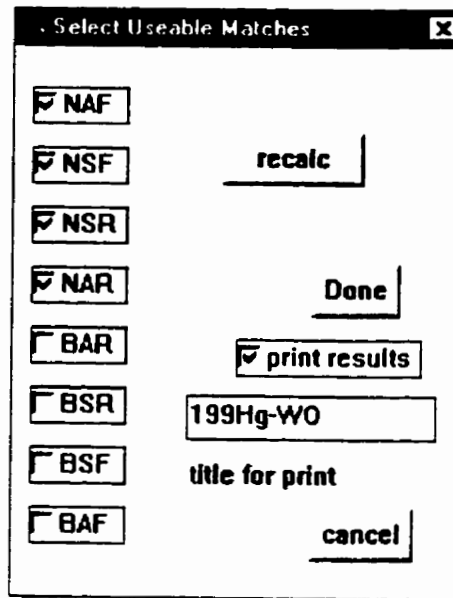 Select Useable Matches
NAF
NSF
recalc
NSR
NAR
Done
BAR
print results
BSR
199Hg-WO
BSF
title for print
BAF
cancel